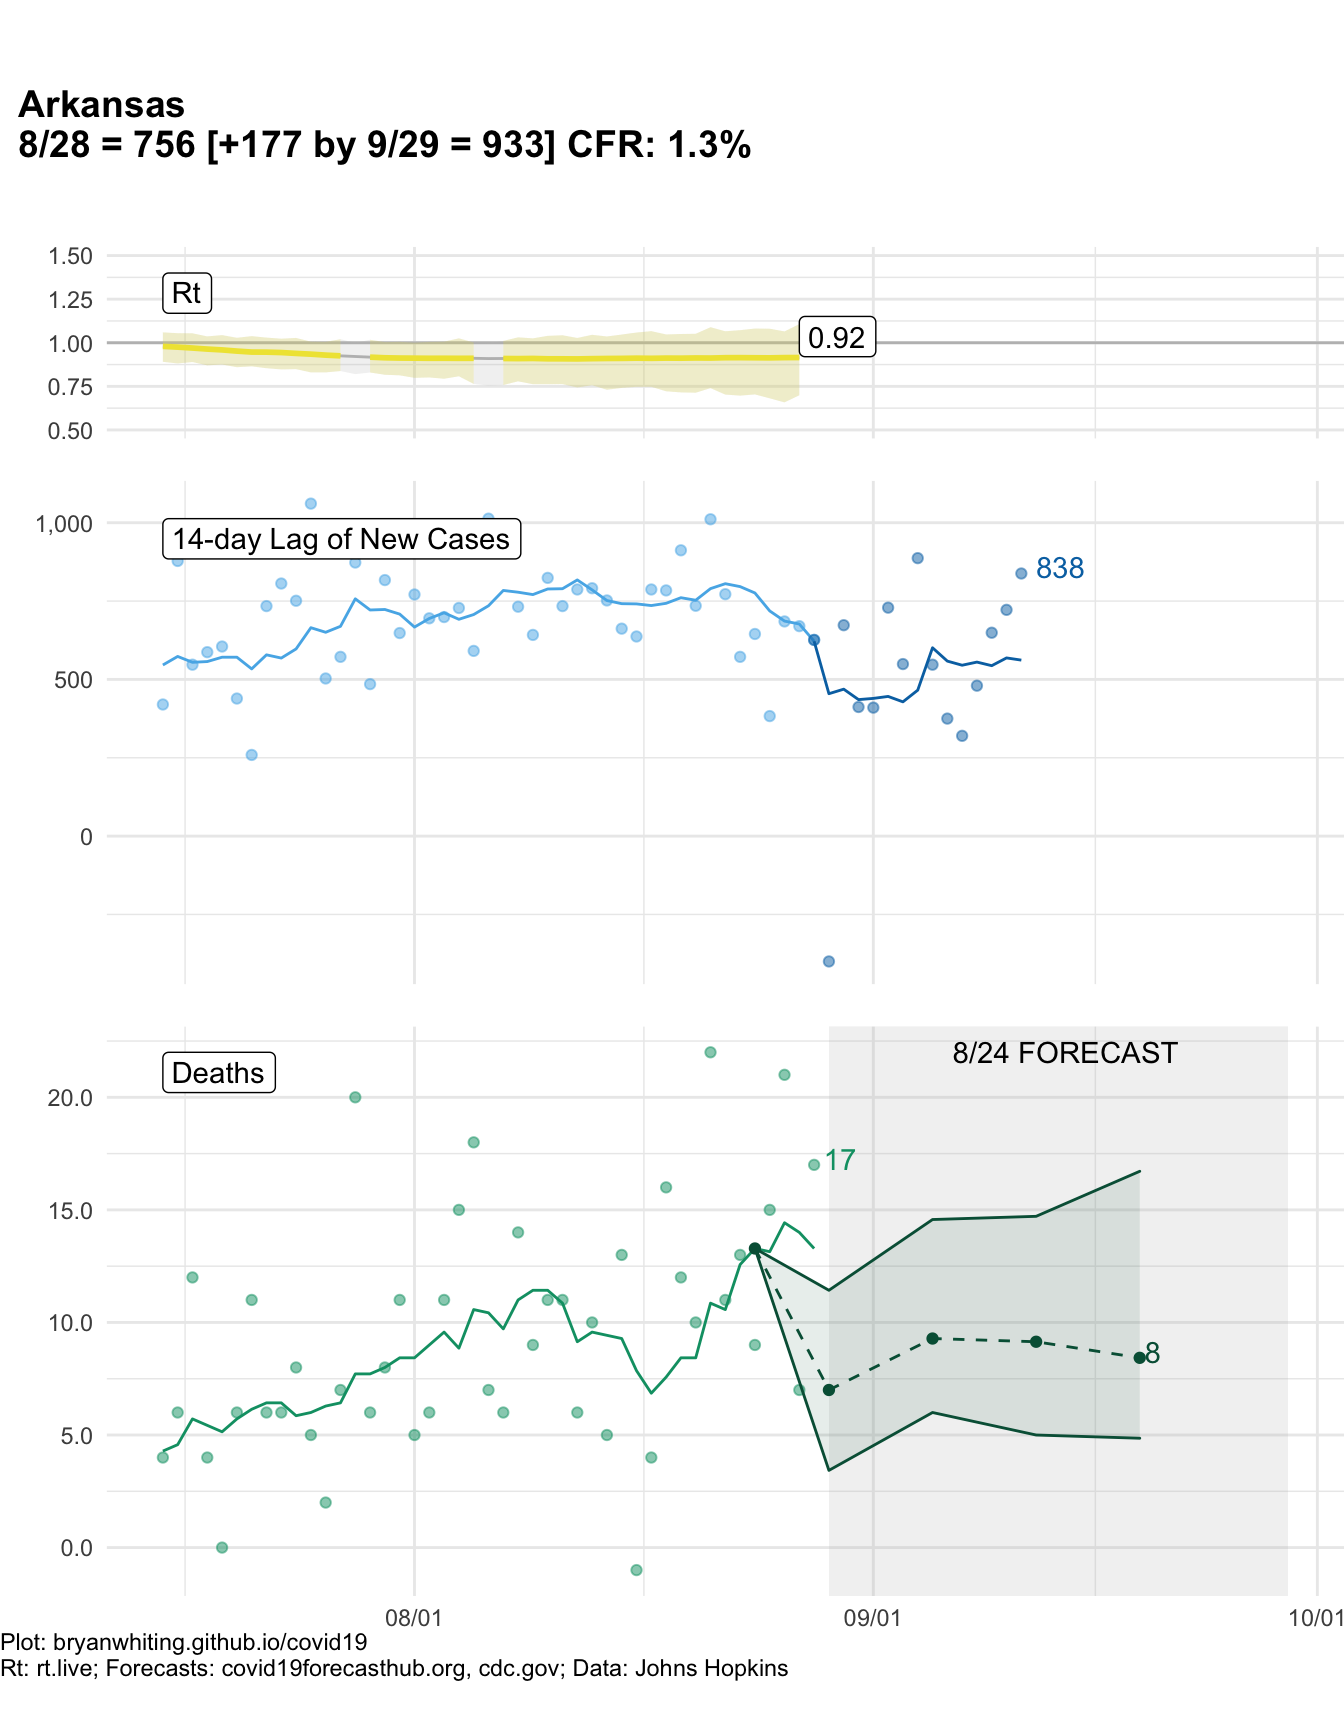 Arkansas
8/28 = 756 [+177 by 9/29 = 933] CFR: 1.3%
1.50
Rt
1.25
1.00
0.92
0.75
0.50
1,000
14-day Lag of New Cases
838
500
0
8/24 FORECAST
Deaths
20.0
17
15.0
10.0
8
5.0
0.0
08/01
09/01
10/01
Plot: bryanwhiting.github.io/covid19
Rt: rt.live; Forecasts: covid19forecasthub.org, cdc.gov; Data: Johns Hopkins